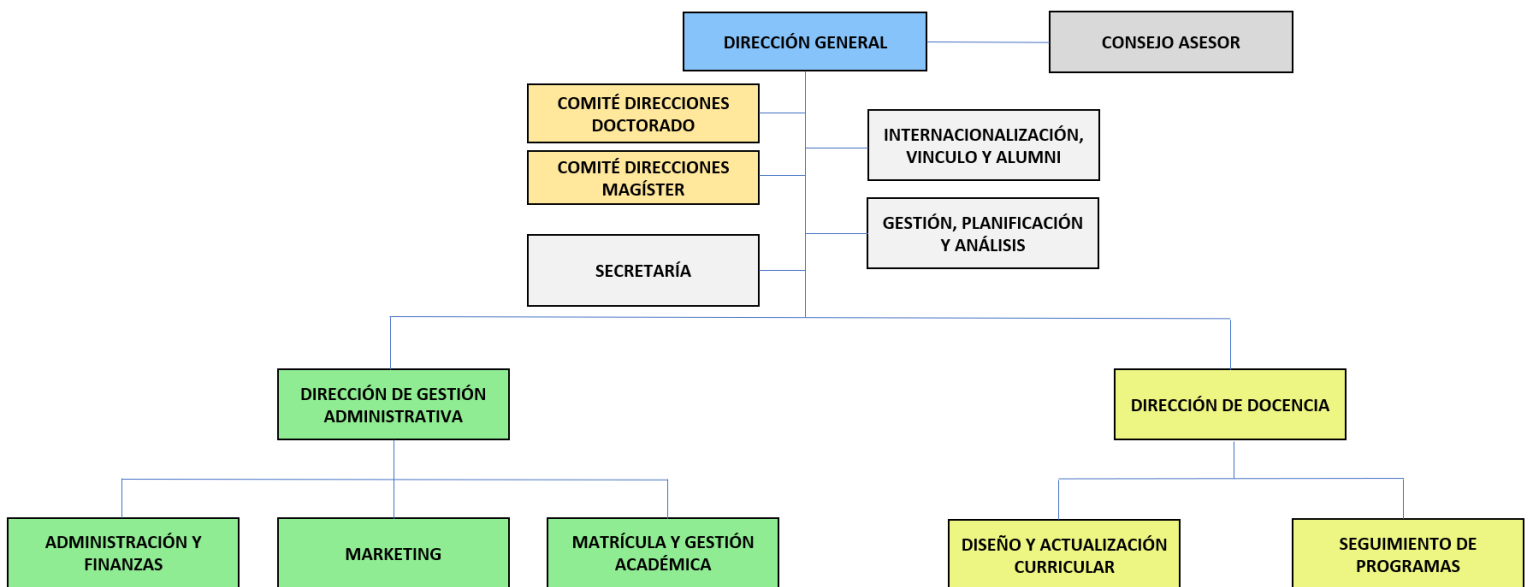 DIRECCIÓN GENERAL
CONSEJO ASESOR
COMITÉ DIRECCIONES
DOCTORADO
INTERNACIONALIZACIÓN,
VINCULO Y ALUMNI
COMITÉ DIRECCIONES
MAGÍSTER
GESTIÓN, PLANIFICACIÓN
Y ANÁLISIS
SECRETARÍA
DIRECCIÓN DE GESTIÓN
ADMINISTRATIVA
DIRECCIÓN DE DOCENCIA
ADMINISTRACIÓN Y
FINANZAS
MARKETING
MATRÍCULA Y GESTIÓN
ACADÉMICA
DISEÑO Y ACTUALIZACIÓN
CURRICULAR
SEGUIMIENTO DE
PROGRAMAS